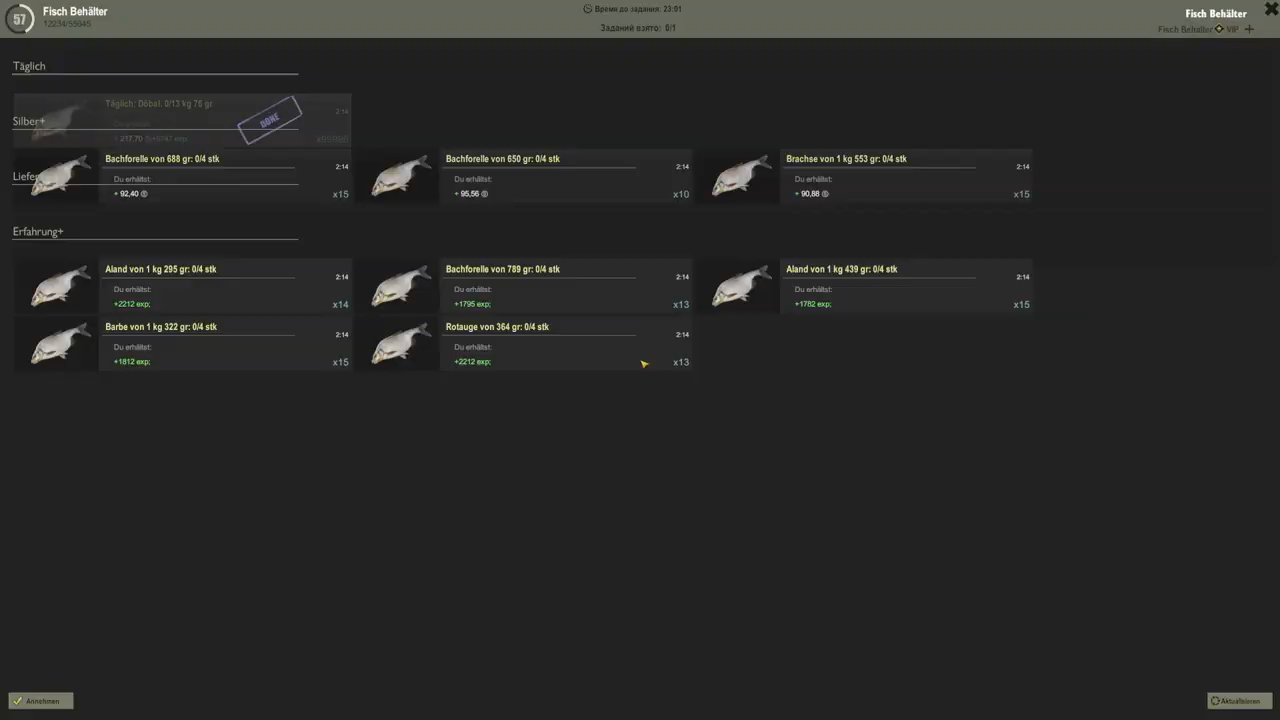 57
Fisch Behälter
12234/55645
Время до задания: 23:91
Заданий взято: 0/1
Fisch Behälter
Fisch Behälter VIP
Täglich
Täglich: Döbal. 0/13 kg 76 gr
2:14
DONE
Silber+
Bachforelle von 688 gr: 0/4 stk
2:14
Du erhältst:
+ 92,40
x15
Bachforelle von 650 gr: 0/4 stk
2:14
Du erhältst:
+ 95,56
x10
Brachse von 1 kg 553 gr: 0/4 stk
2:14
Du erhältst:
+ 90,88
x15
Erfahrung+
Aland von 1 kg 295 gr: 0/4 stk
2:14
Du erhältst:
+2212 exp;
x14
Bachforelle von 789 gr: 0/4 stk
2:14
Du erhältst:
+1795 exp;
x13
Aland von 1 kg 439 gr: 0/4 stk
2:14
Du erhältst:
+1782 exp;
x15
Barbe von 1 kg 322 gr: 0/4 stk
2:14
Du erhältst:
+1812 exp;
x15
Rotauge von 364 gr: 0/4 stk
2:14
Du erhältst:
+2212 exp;
x13
Annehmen
Aktualisieren